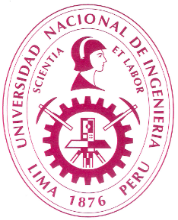 UNIVERSIDAD NACIONAL DE INGENIERIA
SCIENTIA ET LABOR
LIMA 1876 PERU